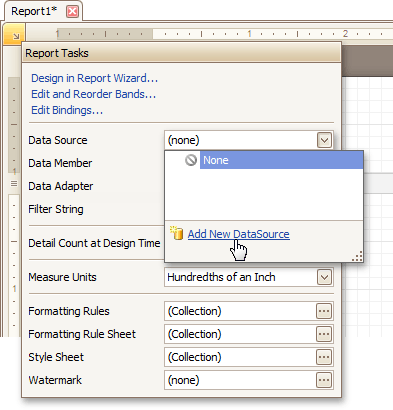 Report1*
1 2
Report Tasks
Design in Report Wizard...
Edit and Reorder Bands...
Edit Bindings...
Data Source (none)
None
Data Member
Data Adapter
Filter String
Add New DataSource
Detail Count at Design Time
Measure Units Hundredths of an Inch
Formatting Rules (Collection)
Formatting Rule Sheet (Collection)
Style Sheet (Collection)
Watermark (none)
1
1